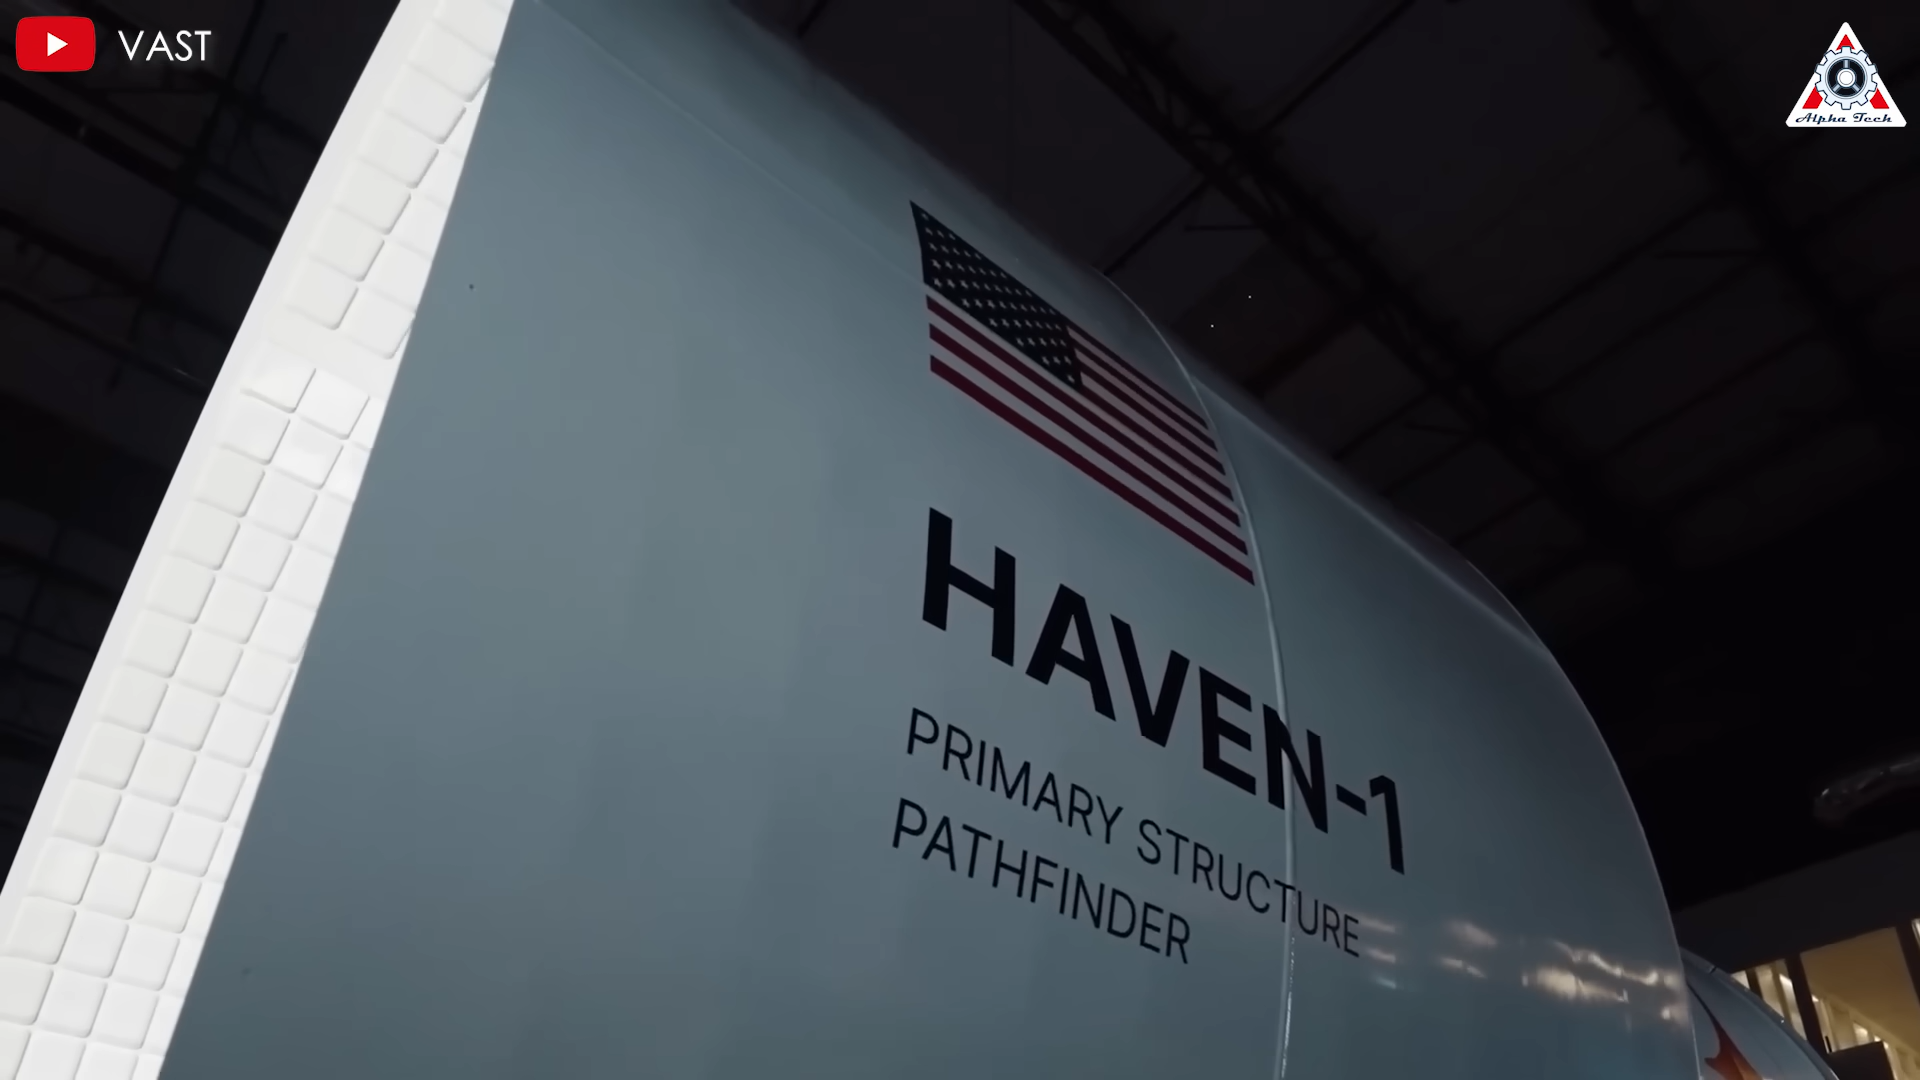 VAST
Alpha Tech
HAVEN-1
PRIMARY STRUCTURE
PATHFINDER